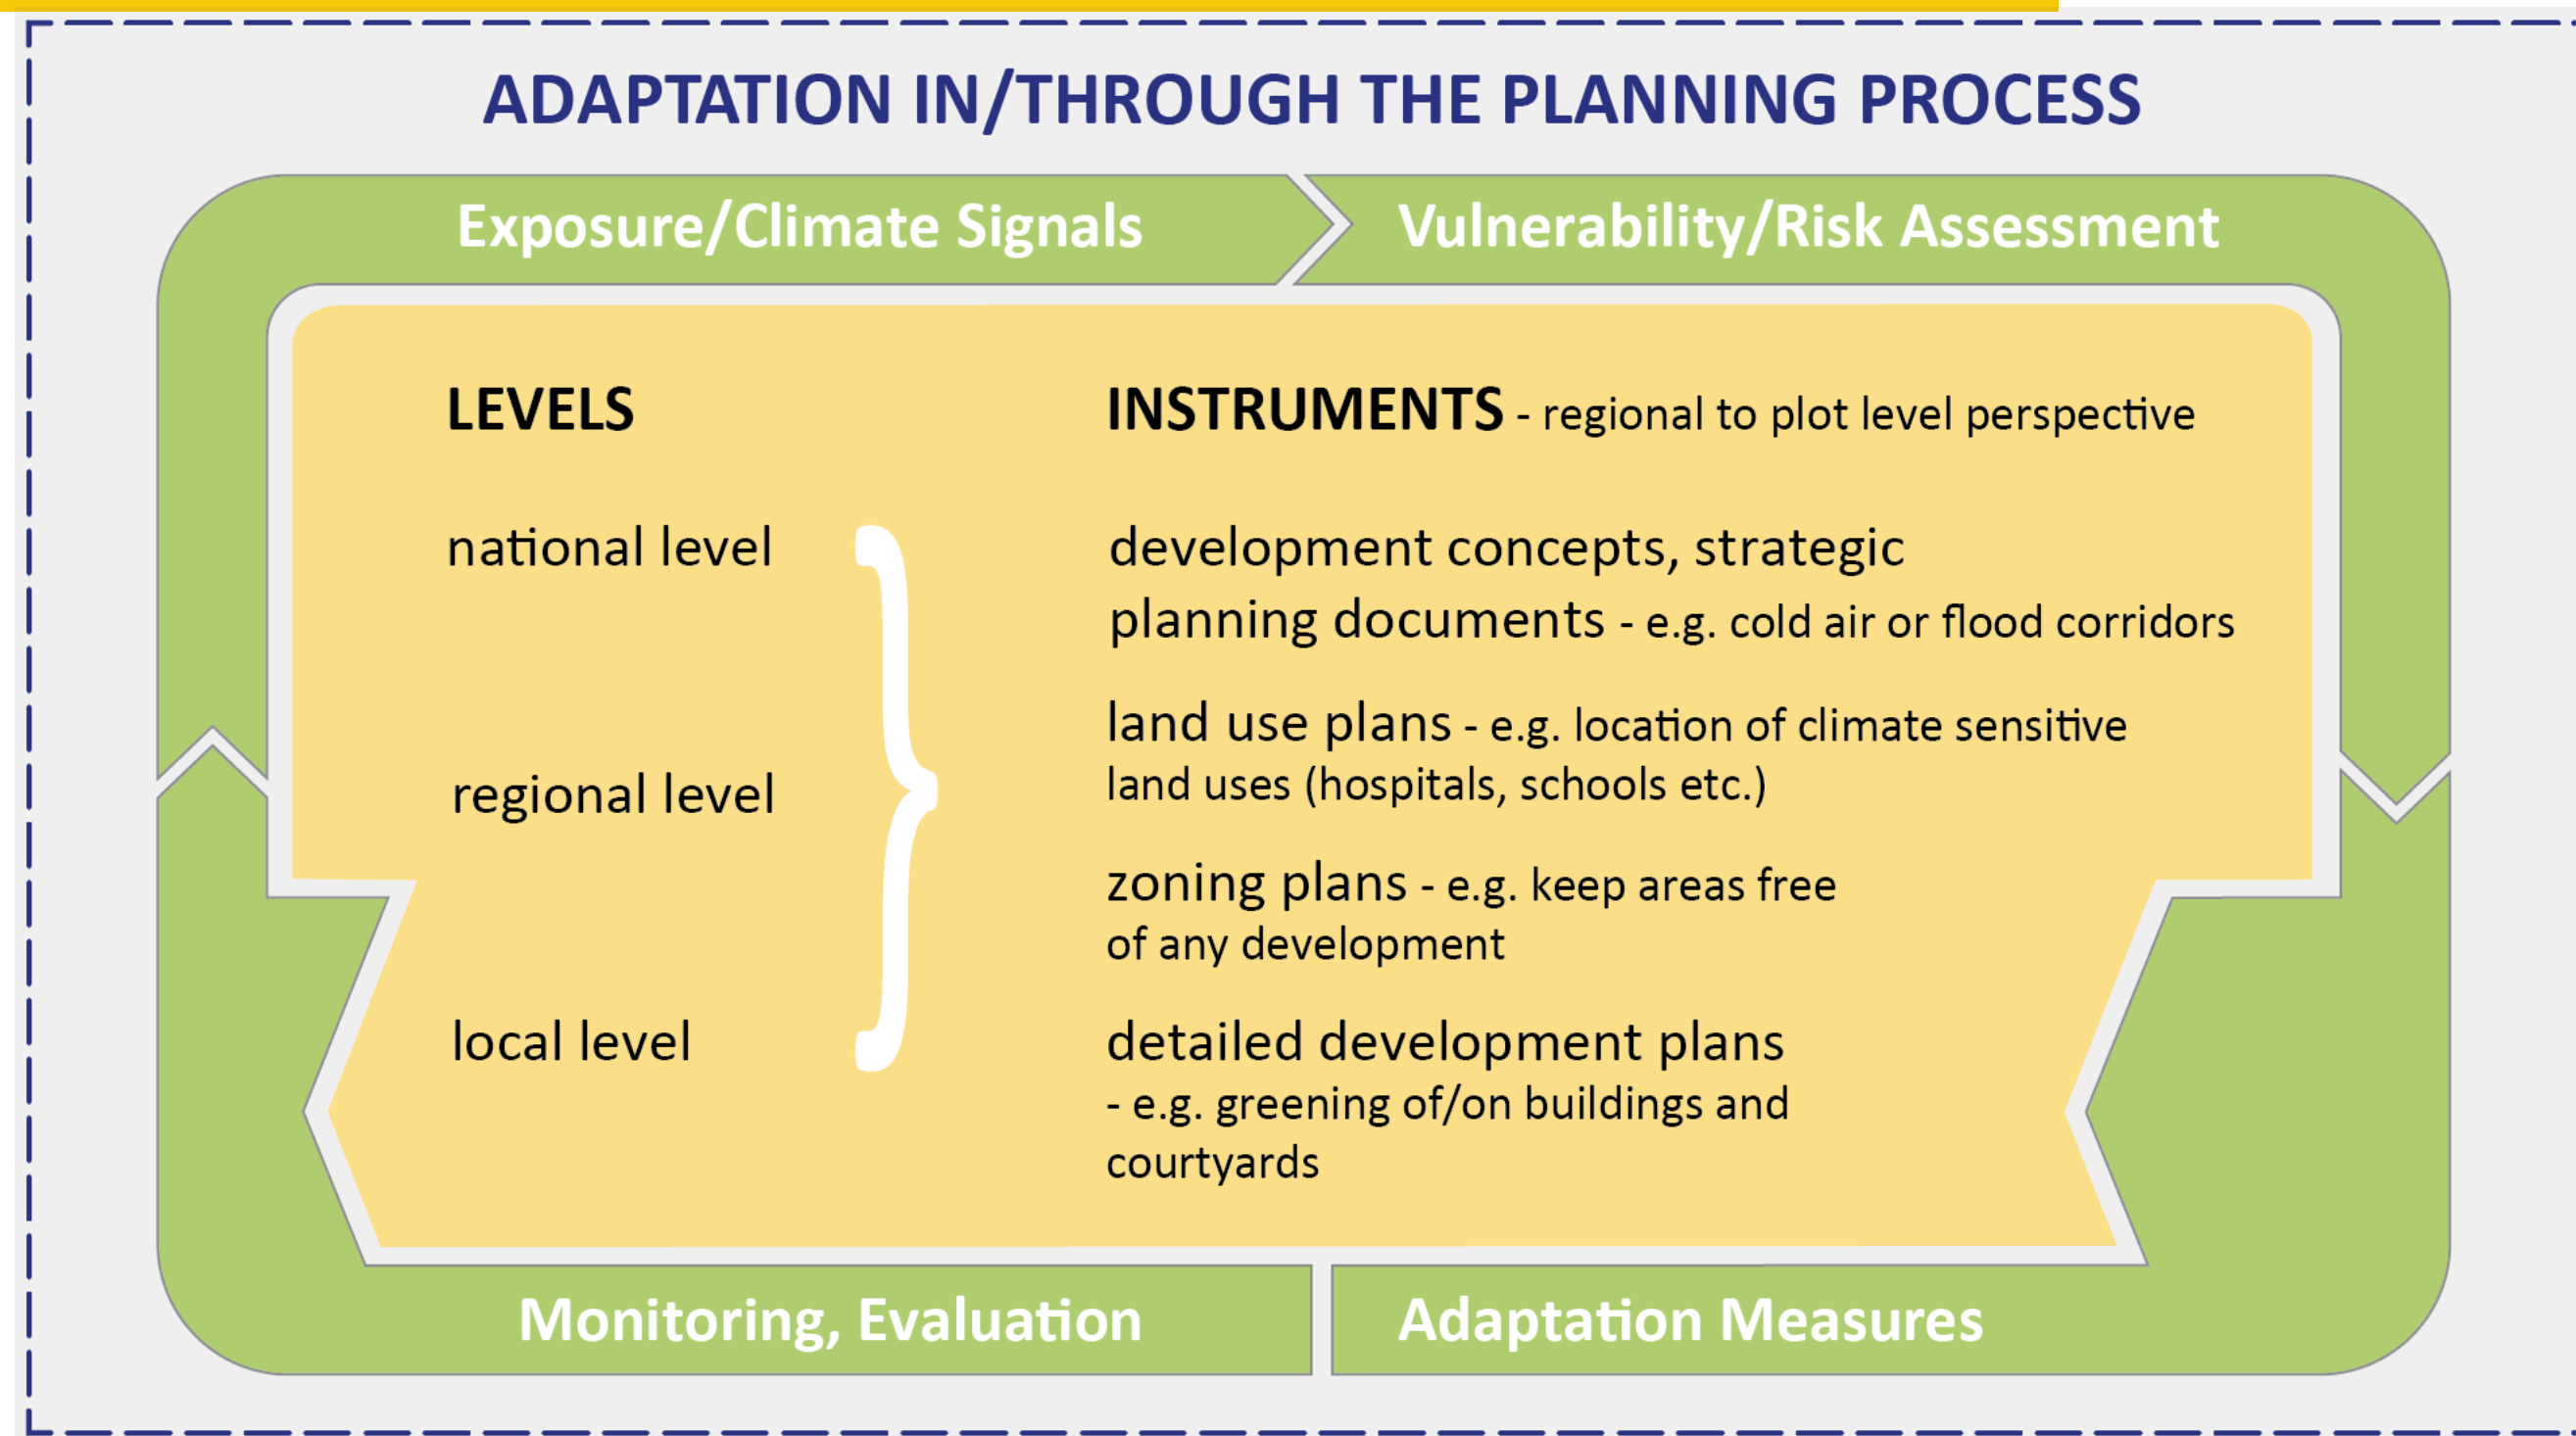 ADAPTATION IN/THROUGH THE PLANNING PROCESS
Exposure/Climate Signals
Vulnerability/Risk Assessment
LEVELS
INSTRUMENTS - regional to plot level perspective
national level
development concepts, strategic
planning documents - e.g. cold air or flood corridors
land use plans - e.g. location of climate sensitive
land uses (hospitals, schools etc.)
regional level
zoning plans - e.g. keep areas free
of any development
local level
detailed development plans
- e.g. greening of/on buildings and
courtyards
Monitoring, Evaluation
Adaptation Measures